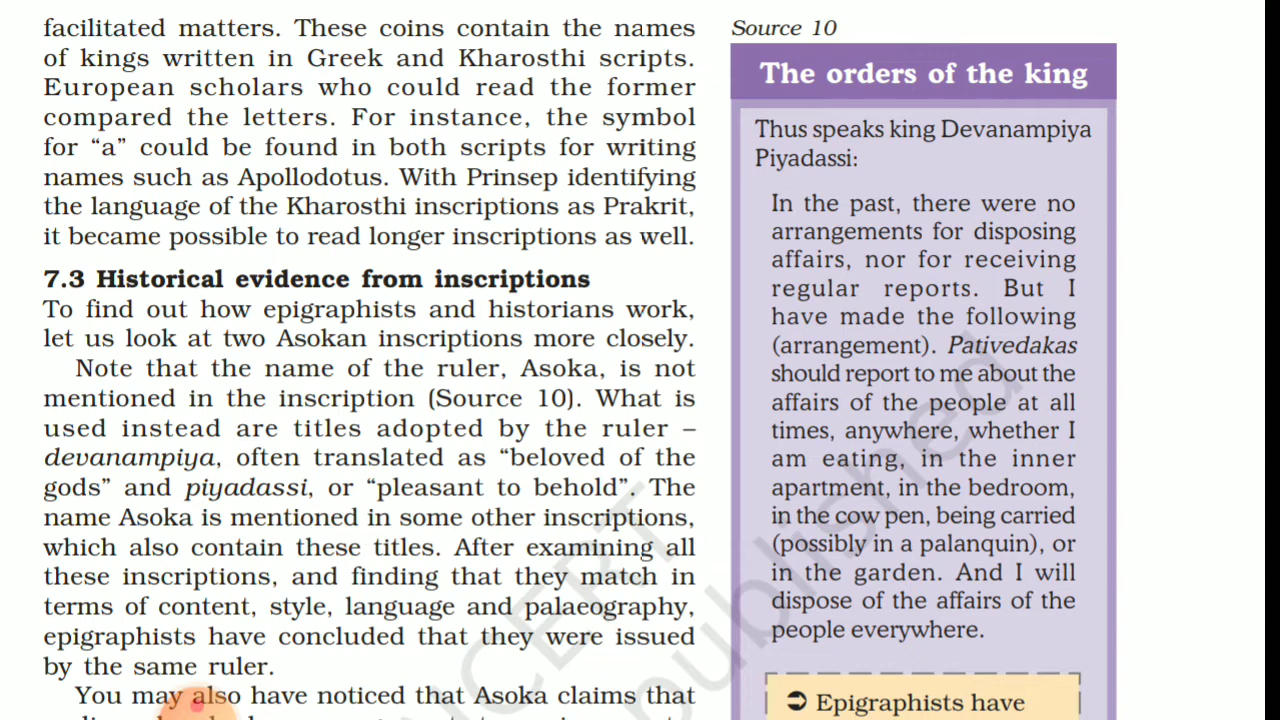 facilitated matters. These coins contain the names
of kings written in Greek and Kharosthi scripts.
European scholars who could read the former
compared the letters. For instance, the symbol
for “a” could be found in both scripts for writing
names such as Apollodotus. With Prinsep identifying
the language of the Kharosthi inscriptions as Prakrit,
it became possible to read longer inscriptions as well.
7.3 Historical evidence from inscriptions
To find out how epigraphists and historians work,
let us look at two Asokan inscriptions more closely.
Note that the name of the ruler, Asoka, is not
mentioned in the inscription (Source 10). What is
used instead are titles adopted by the ruler –
devanampiya, often translated as “beloved of the
gods” and piyadassi, or “pleasant to behold”. The
name Asoka is mentioned in some other inscriptions,
which also contain these titles. After examining all
these inscriptions, and finding that they match in
terms of content, style, language and palaeography,
epigraphists have concluded that they were issued
by the same ruler.
You may also have noticed that Asoka claims that
Source 10
The orders of the king
Thus speaks king Devanampiya
Piyadassi:
In the past, there were no
arrangements for disposing
affairs, nor for receiving
regular reports. But I
have made the following
(arrangement). Pativedakas
should report to me about the
affairs of the people at all
times, anywhere, whether I
am eating, in the inner
apartment, in the bedroom,
in the cow pen, being carried
(possibly in a palanquin), or
in the garden. And I will
dispose of the affairs of the
people everywhere.
➲ Epigraphists have
NCERT
published